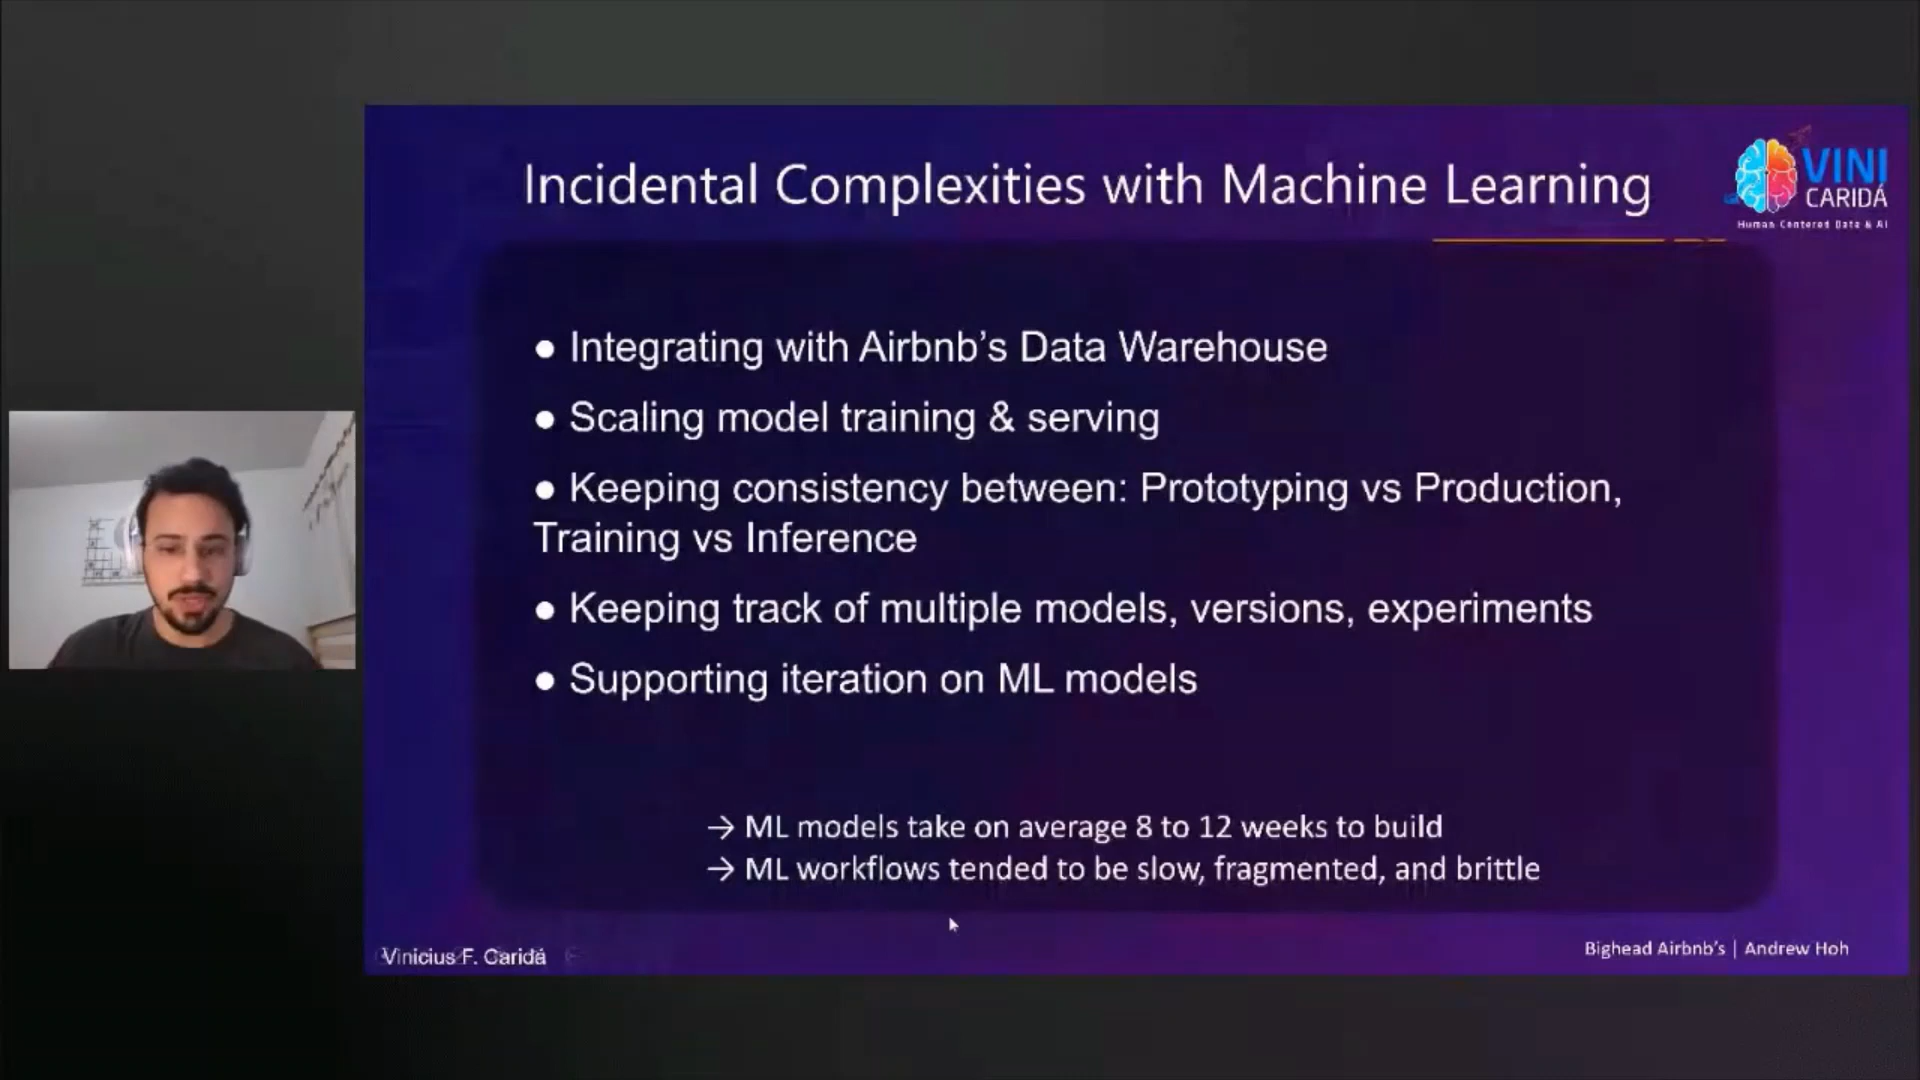 Incidental Complexities with Machine Learning
VINI
CARIDÁ
Human Centered Data & AI
● Integrating with Airbnb’s Data Warehouse
● Scaling model training & serving
● Keeping consistency between: Prototyping vs Production,
Training vs Inference
● Keeping track of multiple models, versions, experiments
● Supporting iteration on ML models
→ ML models take on average 8 to 12 weeks to build
→ ML workflows tended to be slow, fragmented, and brittle
Vinicius F. Caridá
Bighead Airbnb’s | Andrew Hoh